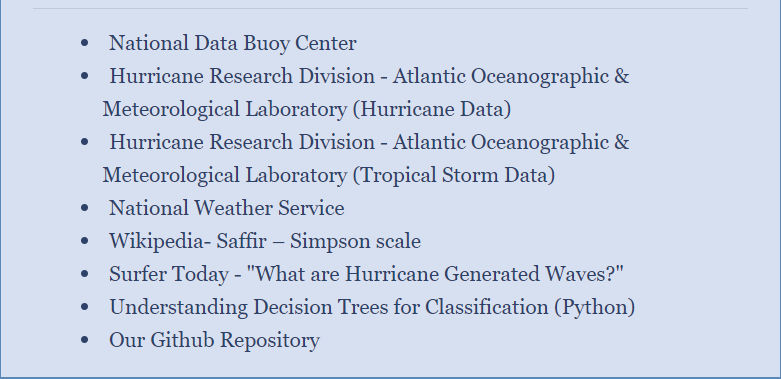 • National Data Buoy Center
• Hurricane Research Division - Atlantic Oceanographic &
Meteorological Laboratory (Hurricane Data)
• Hurricane Research Division - Atlantic Oceanographic &
Meteorological Laboratory (Tropical Storm Data)
• National Weather Service
• Wikipedia- Saffir – Simpson scale
• Surfer Today - "What are Hurricane Generated Waves?"
• Understanding Decision Trees for Classification (Python)
• Our Github Repository